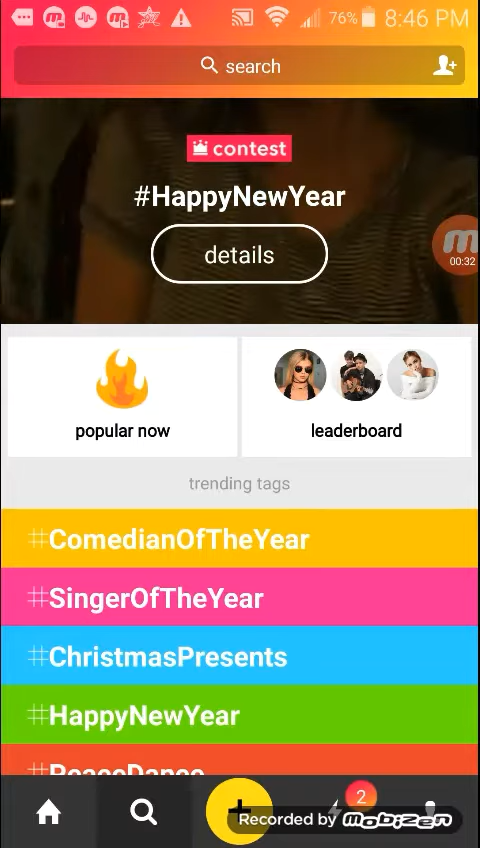 76% 8:46 PM
search
contest
#HappyNewYear
details
00:32
popular now
leaderboard
trending tags
#ComedianOfTheYear
#SingerOfTheYear
#ChristmasPresents
#HappyNewYear
#PeaceDance
2
Recorded by Mobizen